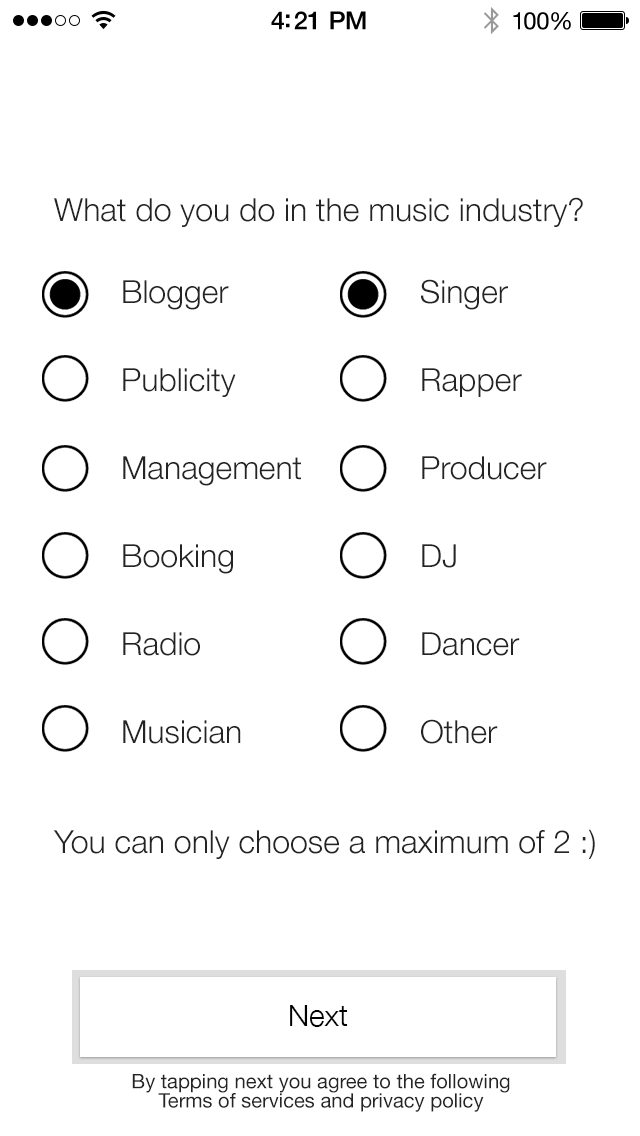 4:21 PM 100%
What do you do in the music industry?
Blogger Singer
Publicity Rapper
Management Producer
Booking DJ
Radio Dancer
Musician Other
You can only choose a maximum of 2 :)
Next
By tapping next you agree to the following
Terms of services and privacy policy